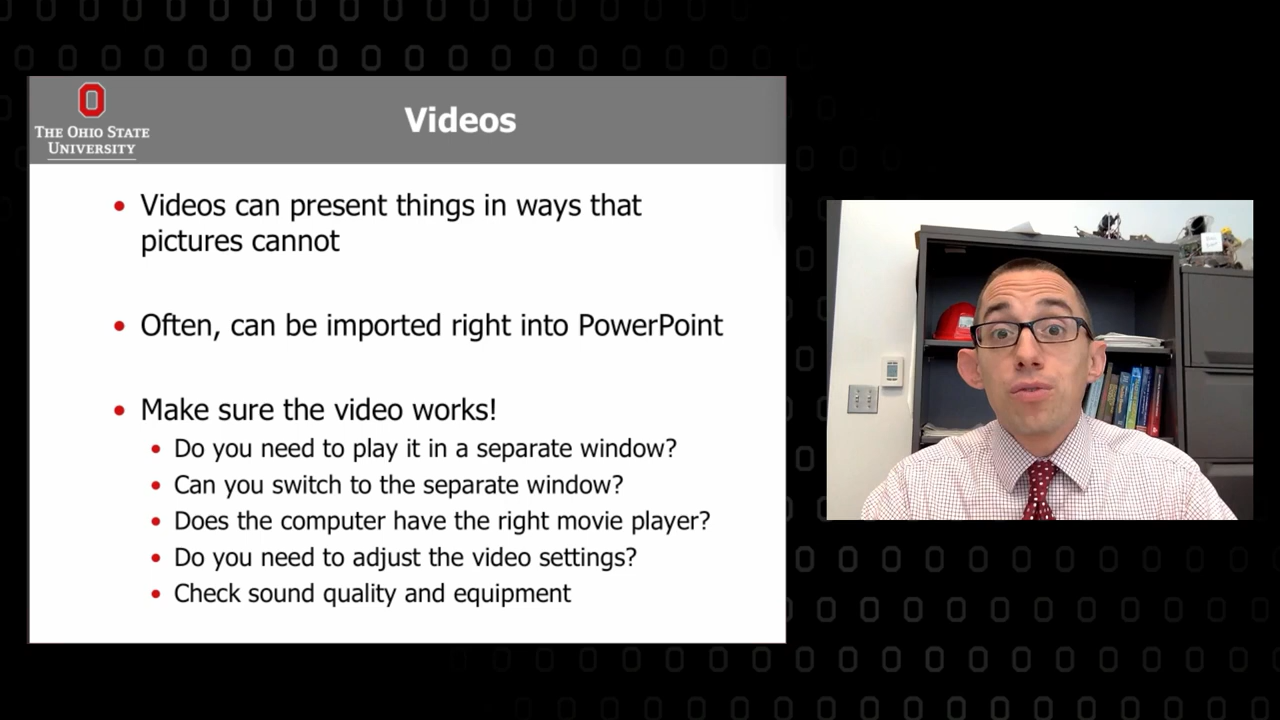 THE OHIO STATE
UNIVERSITY
Videos
• Videos can present things in ways that
pictures cannot
• Often, can be imported right into PowerPoint
• Make sure the video works!
• Do you need to play it in a separate window?
• Can you switch to the separate window?
• Does the computer have the right movie player?
• Do you need to adjust the video settings?
• Check sound quality and equipment